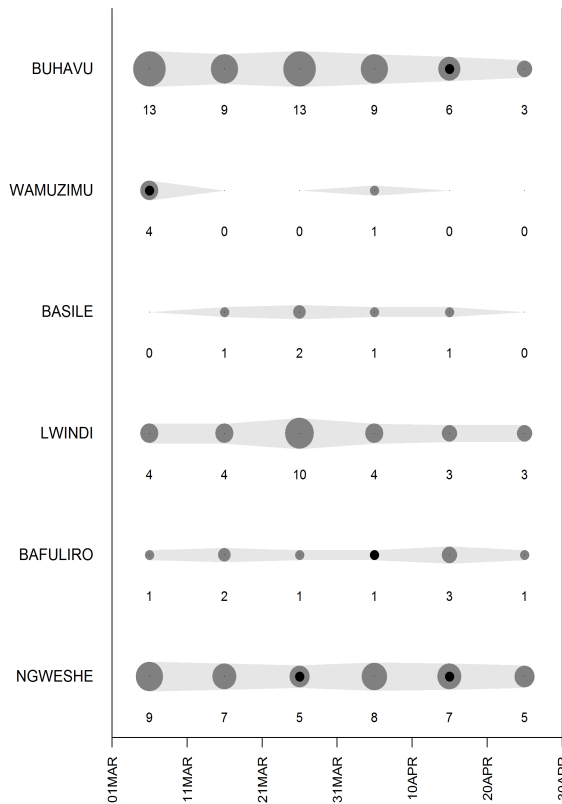 BUHAVU
13 9 13 9 6 3
WAMUZIMU
4 0 0 1 0 0
BASILE
0 1 2 1 1 0
LWINDI
4 4 10 4 3 3
BAFULIRO
1 2 1 1 3 1
NGWESHE
9 7 5 8 7 5
01MAR 11MAR 21MAR 31MAR 10APR 20APR 30APR